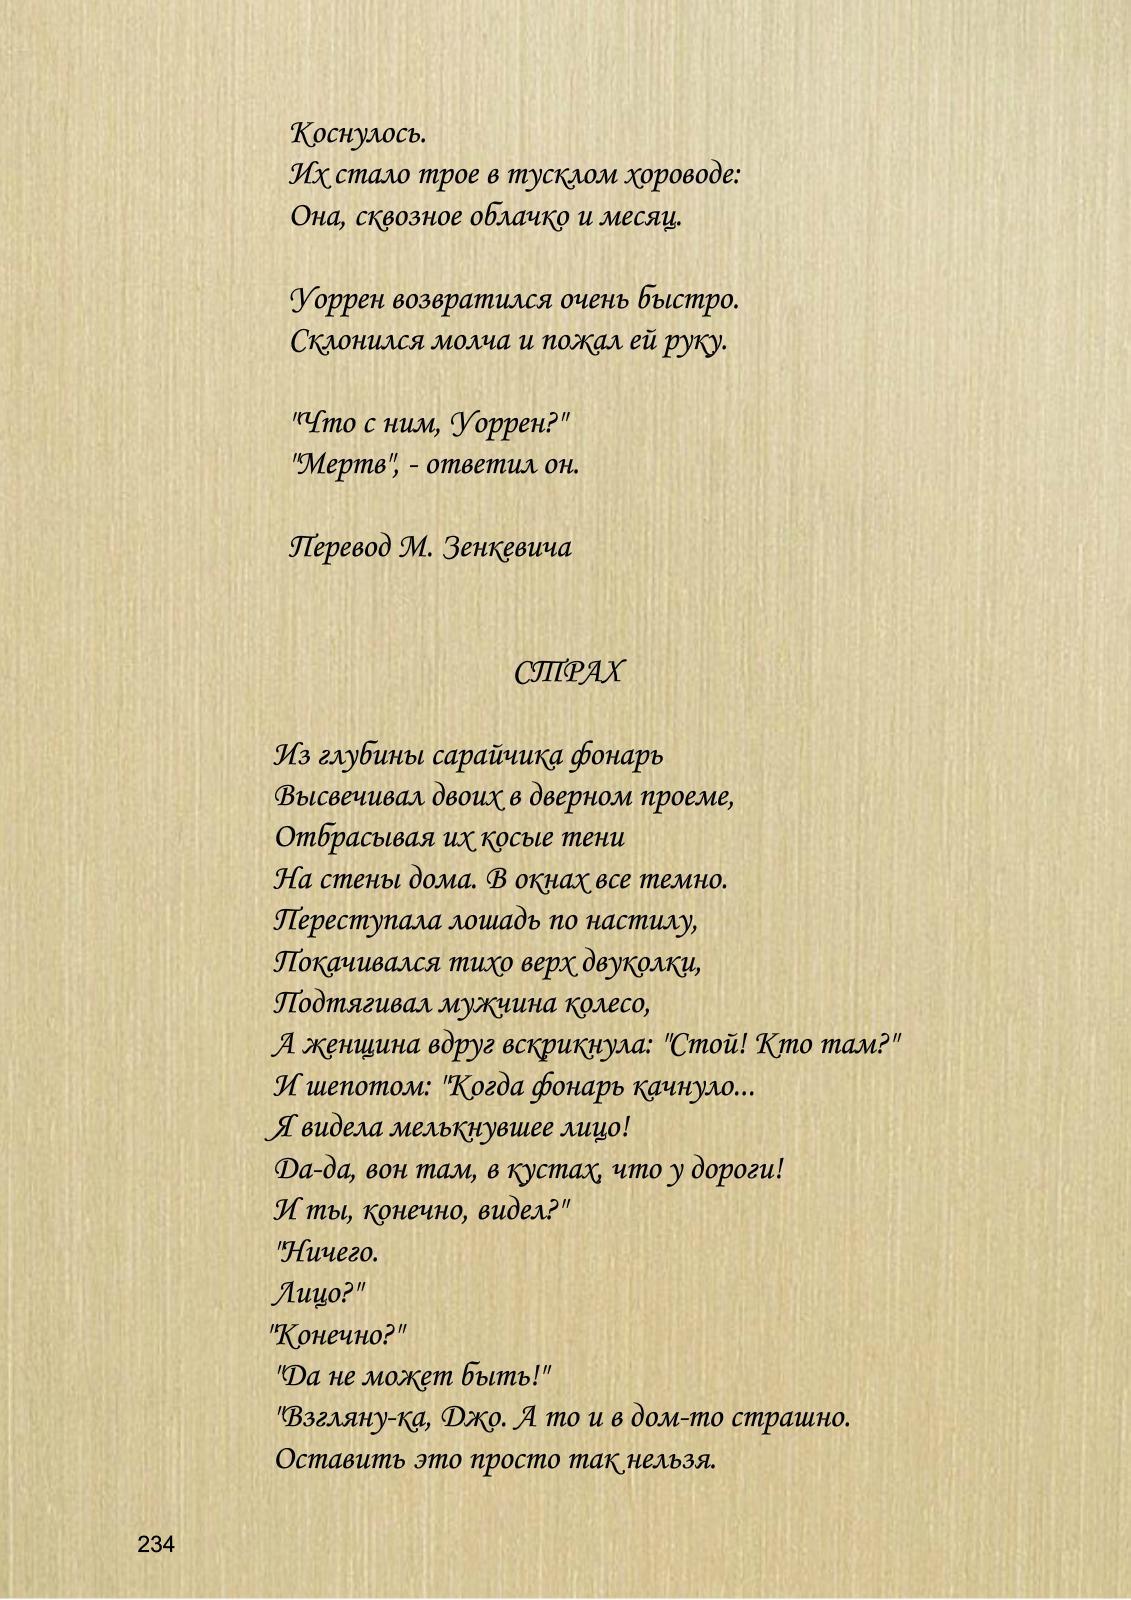 Коснулось.
Их стало трое в тусклом хороводе:
Она, сквозное облачко и месяц.
Уоррен возвратился очень быстро.
Склонился молча и пожал ей руку.
"Что с ним, Уоррен?"
"Мертв", - ответил он.
Перевод М. Зенкевича
СТРАХ
Из глубины сарайчика фонарь
Высвечивал двоих в дверном проеме,
Отбрасывая их косые тени
На стены дома. В окнах все темно.
Переступала лошадь по настилу,
Покачивался тихо верх двуколки,
Подтягивал мужчина колесо,
А женщина вдруг вскрикнула: "Стой! Кто там?"
И шепотом: "Когда фонарь качнуло...
Я видела мелькнувшее лицо!
Да-да, вон там, в кустах, что у дороги!
И ты, конечно, видел?"
"Ничего.
Лицо?"
"Конечно?"
"Да не может быть!"
"Взгляну-ка, Джо. А то и в дом-то страшно.
Оставить это просто так нельзя.
234